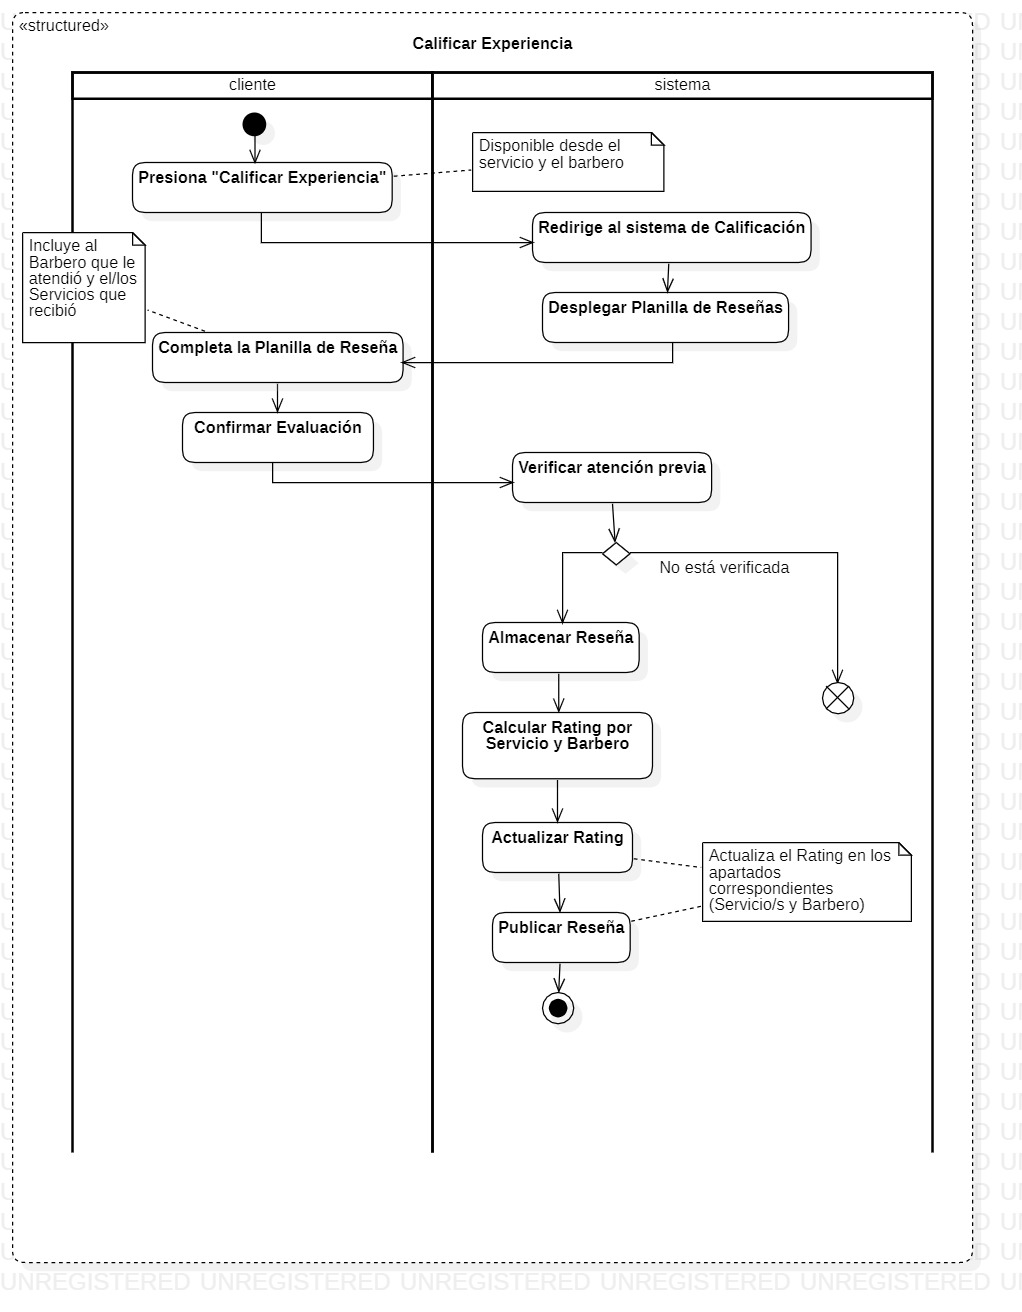 «structured»
Calificar Experiencia
cliente
sistema
Presiona "Calificar Experiencia"
Disponible desde el
servicio y el barbero
Redirige al sistema de Calificación
Incluye al
Barbero que le
atendió y el/los
Servicios que
recibió
Desplegar Planilla de Reseñas
Completa la Planilla de Reseña
Confirmar Evaluación
Verificar atención previa
No está verificada
Almacenar Reseña
Calcular Rating por
Servicio y Barbero
Actualizar Rating
Actualiza el Rating en los
apartados
correspondientes
(Servicio/s y Barbero)
Publicar Reseña
UNREGISTERED UNREGISTERED UNREGISTERED UNREGISTERED UNREGISTERED UN